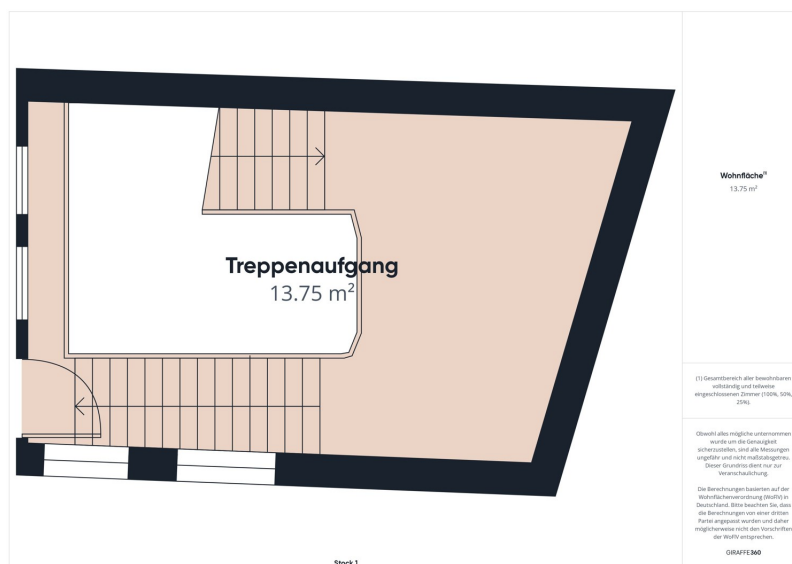 Treppenaufgang
13.75 m²
Stock 1
Wohnfläche⁽¹⁾
13.75 m²
(1) Gesamtbereich aller bewohnbaren
vollständig und teilweise
eingeschlossenen Zimmer (100%, 50%,
25%).
Obwohl alles mögliche unternommen
wurde um die Genauigkeit
sicherzustellen, sind alle Messungen
ungefähr und nicht maßstabsgetreu.
Dieser Grundriss dient nur zur
Veranschaulichung.
Die Berechnungen basierten auf der
Wohnflächenverordnung (WoFIV) in
Deutschland. Bitte beachten Sie, dass
die Berechnungen von einer dritten
Partei angepasst wurden und daher
möglicherweise nicht den Vorschriften
der WoFIV entsprechen.
GIRAFFE360